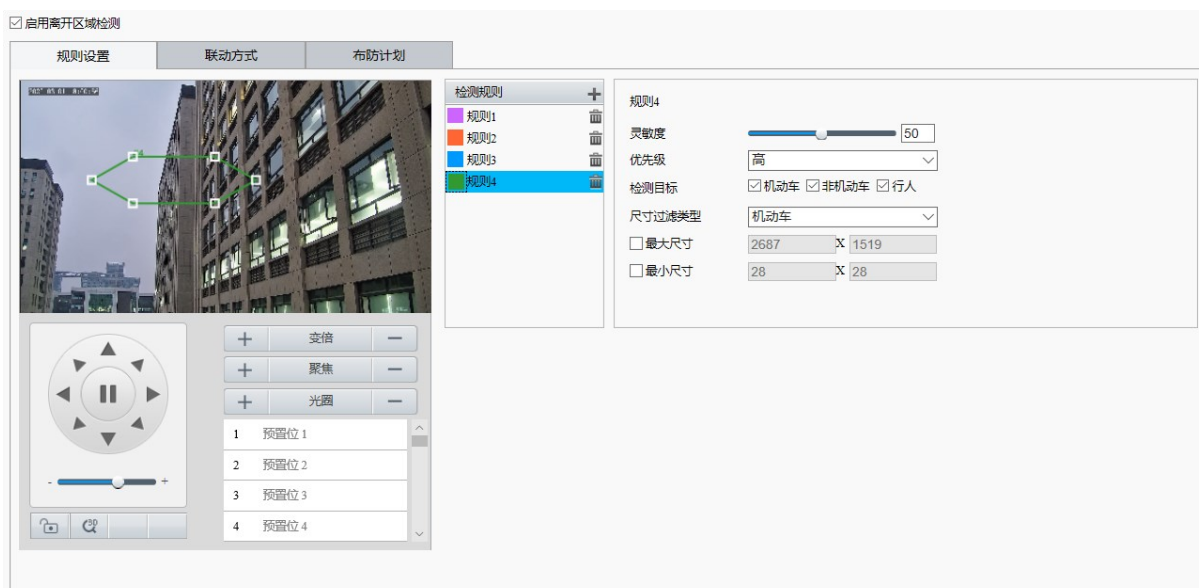 启用离开区域检测
规则设置 联动方式 布防计划
检测规则
规则1
规则2
规则3
规则4
规则4
灵敏度 50
优先级 高
检测目标 机动车 非机动车 行人
尺寸过滤类型 机动车
最大尺寸 2687 X 1519
最小尺寸 28 X 28
变倍
聚焦
光圈
1 预置位 1
2 预置位 2
3 预置位 3
4 预置位 4
- +
3D